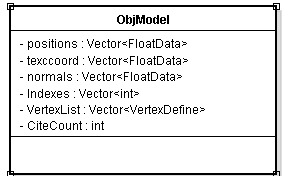 ObjModel
- positions : Vector<FloatData>
- texccoord : Vector<FloatData>
- normals : Vector<FloatData>
- Indexes : Vector<int>
- VertexList : Vector<VertexDefine>
- CiteCount : int